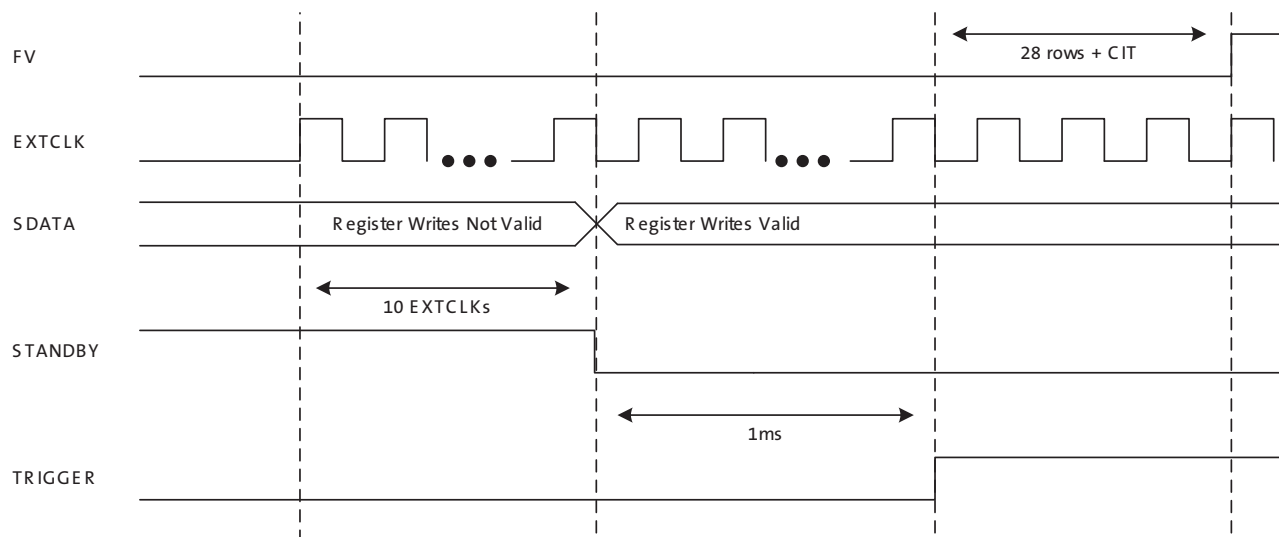 FV
28 rows + CIT
EXTCLK
SDATA
Register Writes Not Valid
Register Writes Valid
10 EXTCLKs
STANDBY
1ms
TRIGGER